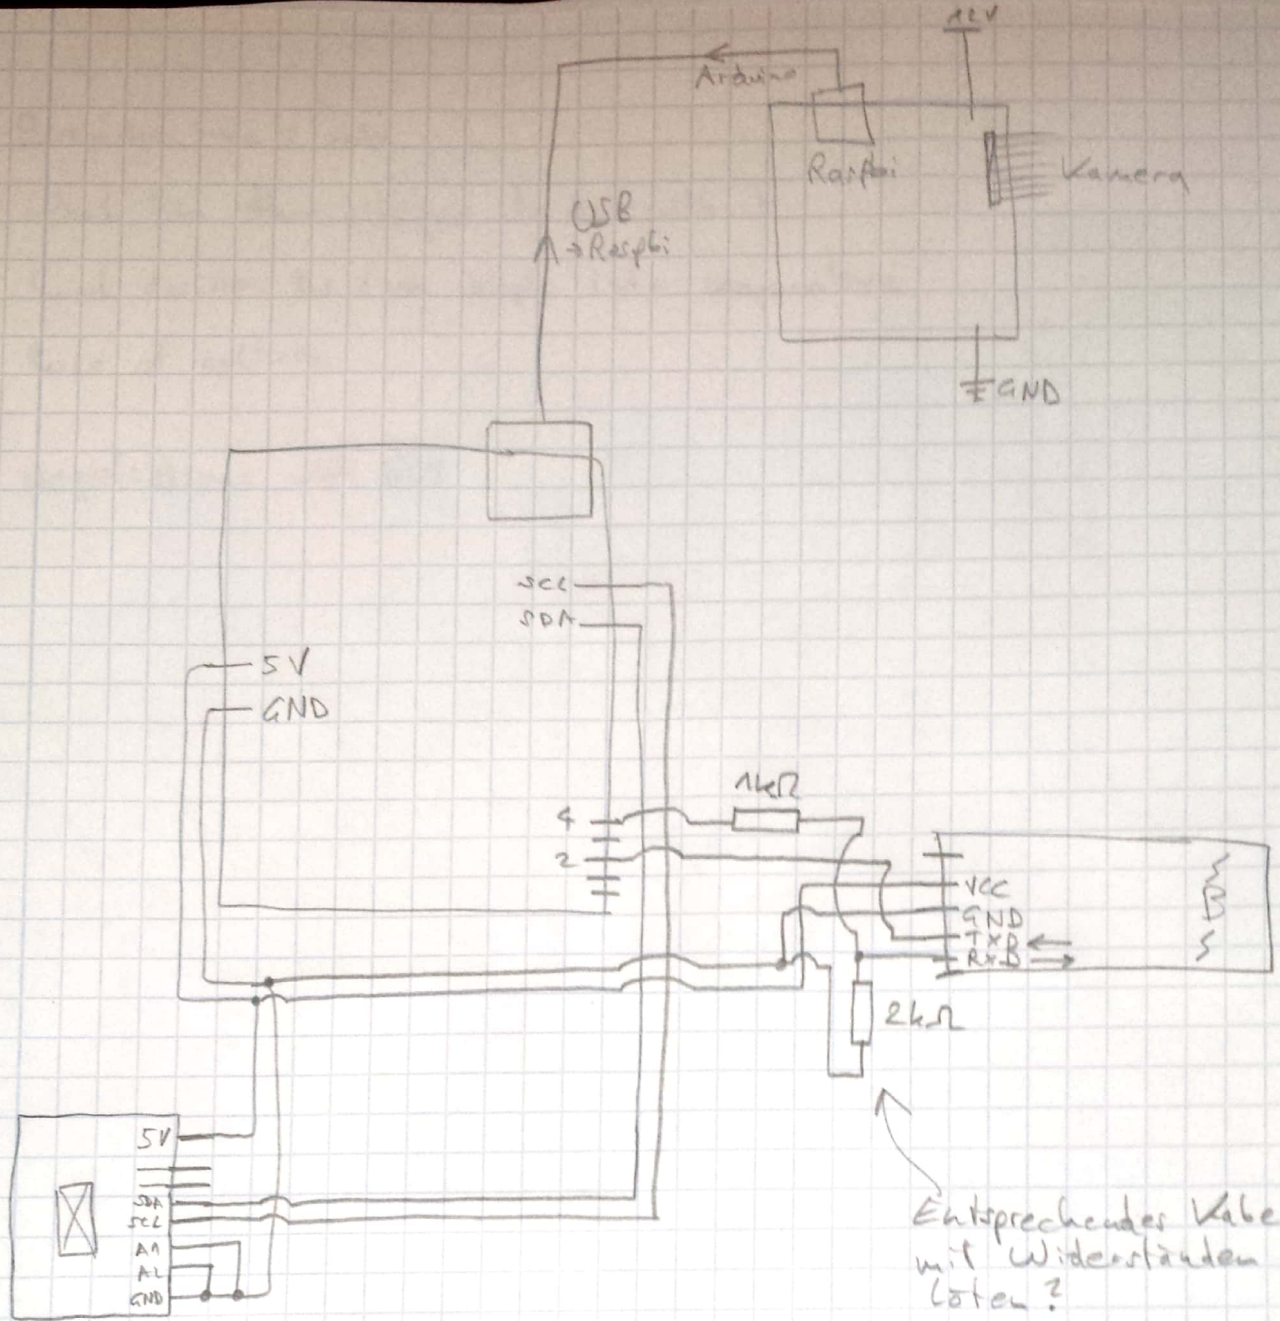 12V
Arduino
Raspbi
Kamera
USB
→Raspbi
GND
SCL
SDA
5V
GND
4
1kΩ
2
VCC
GND
TXD
RXD
B
2kΩ
5V
SDA
SCL
A1
A2
GND
Entsprechendes Kabe
mit Widerständen
löten?